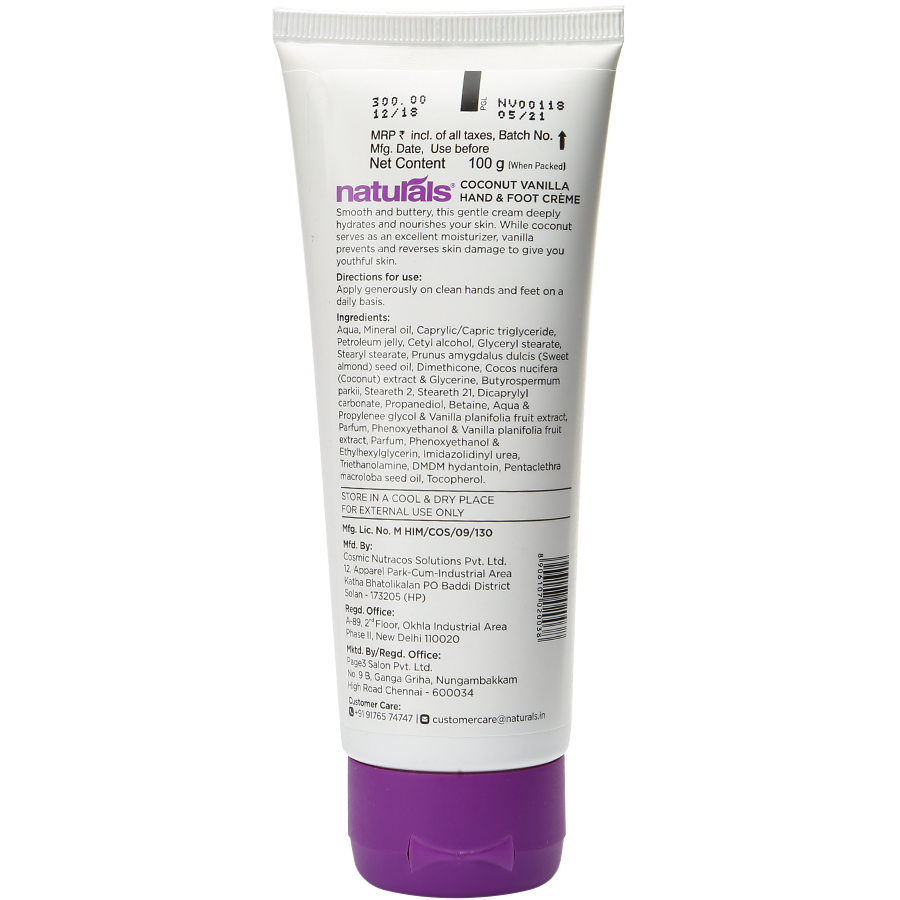 300.00 NV00118
12/18 05/21
PGL
MRP ₹ incl. of all taxes, Batch No.
Mfg. Date, Use before
Net Content 100 g (When Packed)
naturals® COCONUT VANILLA
HAND & FOOT CRÈME
Smooth and buttery, this gentle cream deeply
hydrates and nourishes your skin. While coconut
serves as an excellent moisturizer, vanilla
prevents and reverses skin damage to give you
youthful skin.
Directions for use:
Apply generously on clean hands and feet on a
daily basis.
Ingredients:
Aqua, Mineral oil, Caprylic/Capric triglyceride,
Petroleum jelly, Cetyl alcohol, Glyceryl stearate,
Stearyl stearate, Prunus amygdalus dulcis (Sweet
almond) seed oil, Dimethicone, Cocos nucifera
(Coconut) extract & Glycerine, Butyrospermum
parkii, Steareth 2, Steareth 21, Dicaprylyl
carbonate, Propanediol, Betaine, Aqua &
Propylenee glycol & Vanilla planifolia fruit extract,
Parfum, Phenoxyethanol & Vanilla planifolia fruit
extract, Parfum, Phenoxyethanol &
Ethylhexylglycerin, Imidazolidinyl urea,
Triethanolamine, DMDM hydantoin, Pentaclethra
macroloba seed oil, Tocopherol.
STORE IN A COOL & DRY PLACE
FOR EXTERNAL USE ONLY
Mfg. Lic. No. M HIM/COS/09/130
Mfd. By:
Cosmic Nutracos Solutions Pvt. Ltd.
12, Apparel Park-Cum-Industrial Area
Katha Bhatolikalan PO Baddi District
Solan - 173205 (HP)
Regd. Office:
A-89, 2nd Floor, Okhla Industrial Area
Phase II, New Delhi 110020
Mktd. By/Regd. Office:
Page3 Salon Pvt. Ltd.
No. 9 B, Ganga Griha, Nungambakkam
High Road Chennai - 600034
Customer Care:
+91 91765 74747 | customercare@naturals.in
8906107020038